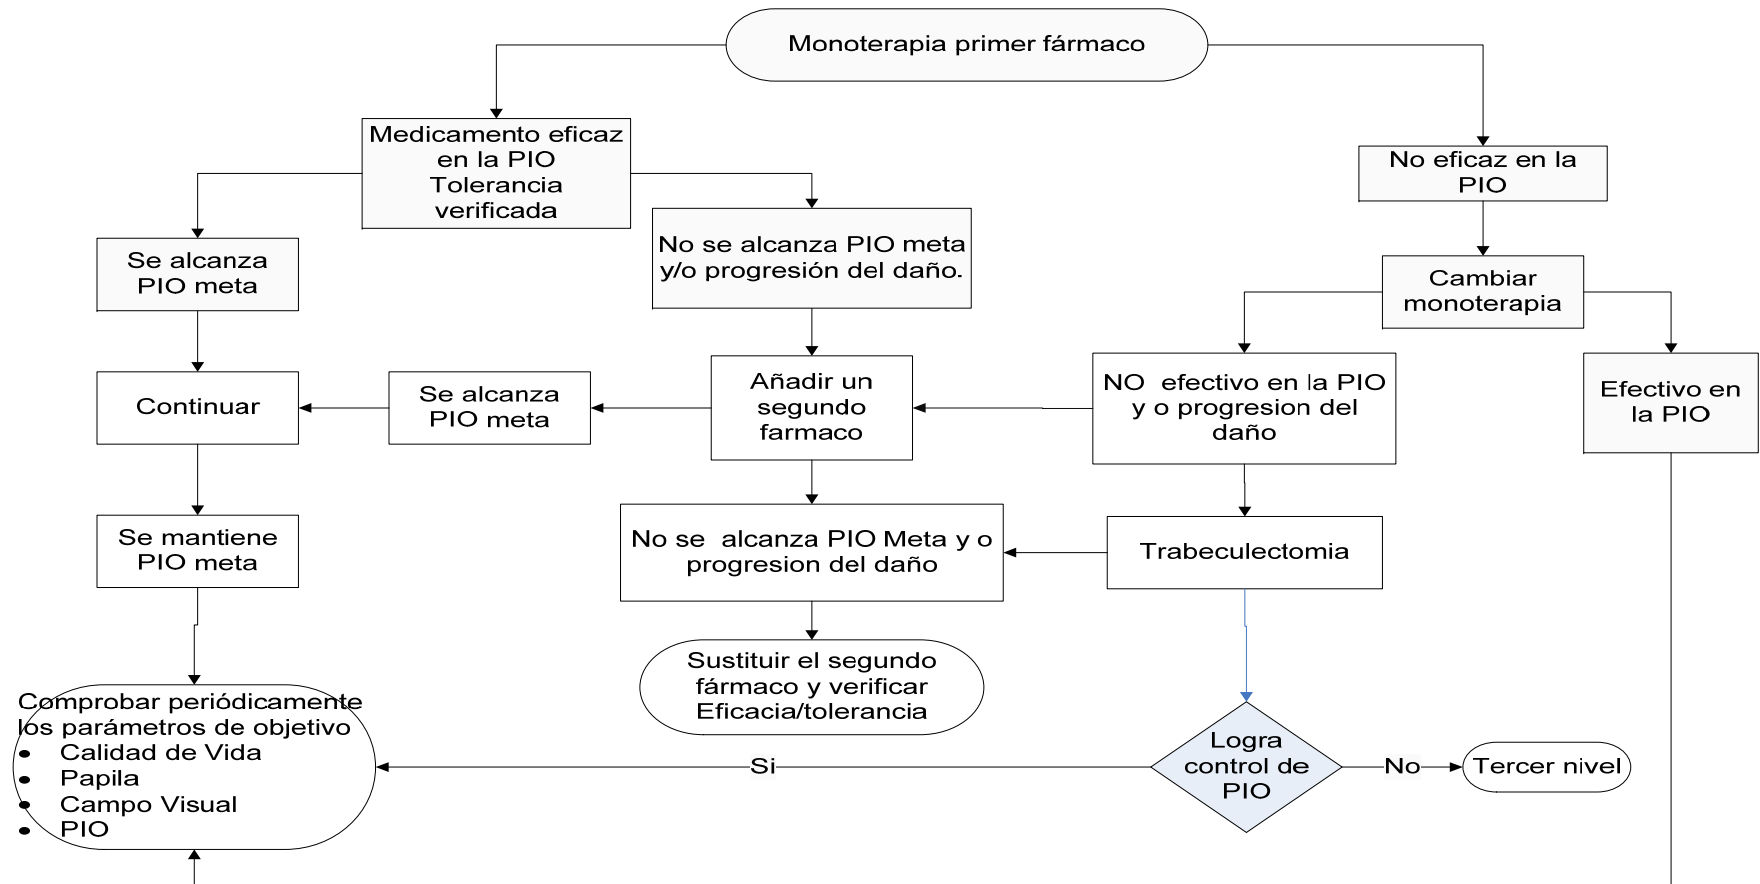 Monoterapia primer fármaco
Medicamento eficaz
en la PIO
Tolerancia
verificada
No eficaz en la
PIO
Se alcanza
PIO meta
No se alcanza PIO meta
y/o progresión del daño.
Cambiar
monoterapia
Continuar
Se alcanza
PIO meta
Añadir un
segundo
farmaco
NO efectivo en la PIO
y o progresion del
daño
Efectivo en
la PIO
Se mantiene
PIO meta
No se alcanza PIO Meta y o
progresion del daño
Trabeculectomia
Sustituir el segundo
fármaco y verificar
Eficacia/tolerancia
Comprobar periódicamente
los parámetros de objetivo
• Calidad de Vida
• Papila
• Campo Visual
• PIO
Si
Logra
control de
PIO
No
Tercer nivel